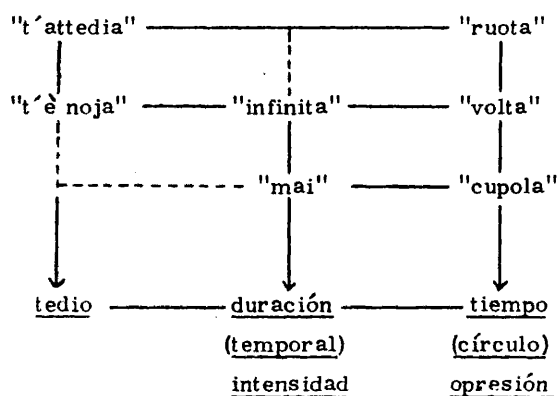 "t´attedia" "ruota"
"t´è noja" "infinita" "volta"
"mai" "cupola"
tedio duración tiempo
(temporal) (círculo)
intensidad opresión